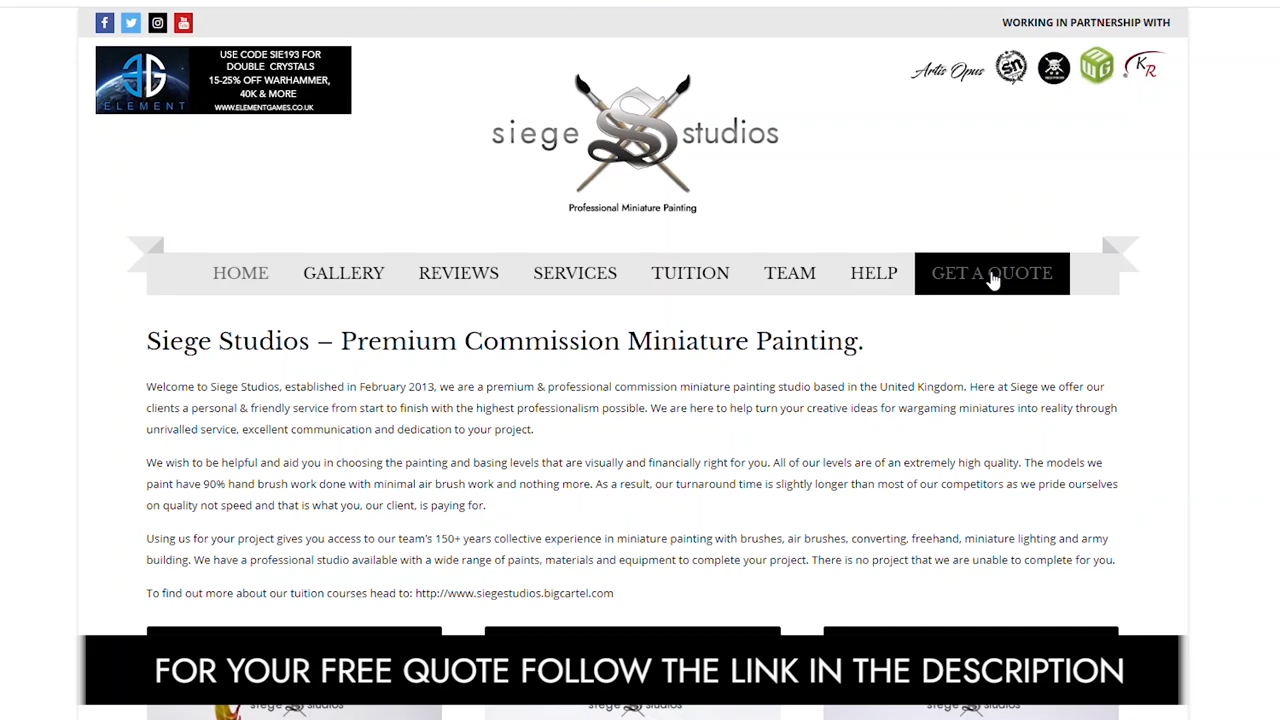 WORKING IN PARTNERSHIP WITH
USE CODE SIE193 FOR
DOUBLE CRYSTALS
15-25% OFF WARHAMMER,
40K & MORE
WWW.ELEMENTGAMES.CO.UK
ELEMENT
Artis Opus
KR
siege S studios
Professional Miniature Painting
HOME GALLERY REVIEWS SERVICES TUITION TEAM HELP GET A QUOTE
Siege Studios – Premium Commission Miniature Painting.
Welcome to Siege Studios, established in February 2013, we are a premium & professional commission miniature painting studio based in the United Kingdom. Here at Siege we offer our
clients a personal & friendly service from start to finish with the highest professionalism possible. We are here to help turn your creative ideas for wargaming miniatures into reality through
unrivalled service, excellent communication and dedication to your project.
We wish to be helpful and aid you in choosing the painting and basing levels that are visually and financially right for you. All of our levels are of an extremely high quality. The models we
paint have 90% hand brush work done with minimal air brush work and nothing more. As a result, our turnaround time is slightly longer than most of our competitors as we pride ourselves
on quality not speed and that is what you, our client, is paying for.
Using us for your project gives you access to our team's 150+ years collective experience in miniature painting with brushes, air brushes, converting, freehand, miniature lighting and army
building. We have a professional studio available with a wide range of paints, materials and equipment to complete your project. There is no project that we are unable to complete for you.
To find out more about our tuition courses head to: http://www.siegestudios.bigcartel.com
FOR YOUR FREE QUOTE FOLLOW THE LINK IN THE DESCRIPTION